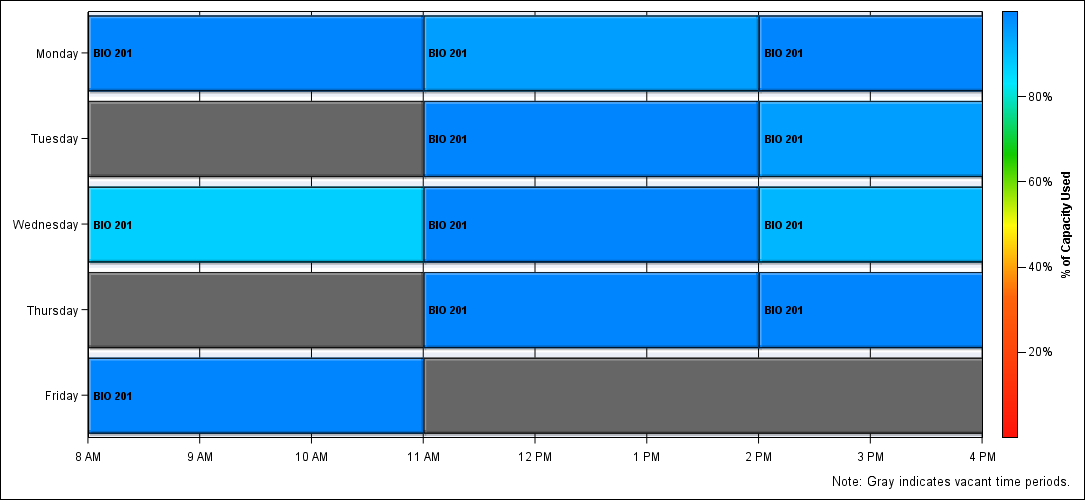 Monday
BIO 201
BIO 201
BIO 201
Tuesday
BIO 201
BIO 201
Wednesday
BIO 201
BIO 201
BIO 201
Thursday
BIO 201
BIO 201
Friday
BIO 201
8 AM
9 AM
10 AM
11 AM
12 PM
1 PM
2 PM
3 PM
4 PM
80%
60%
40%
20%
% of Capacity Used
Note: Gray indicates vacant time periods.